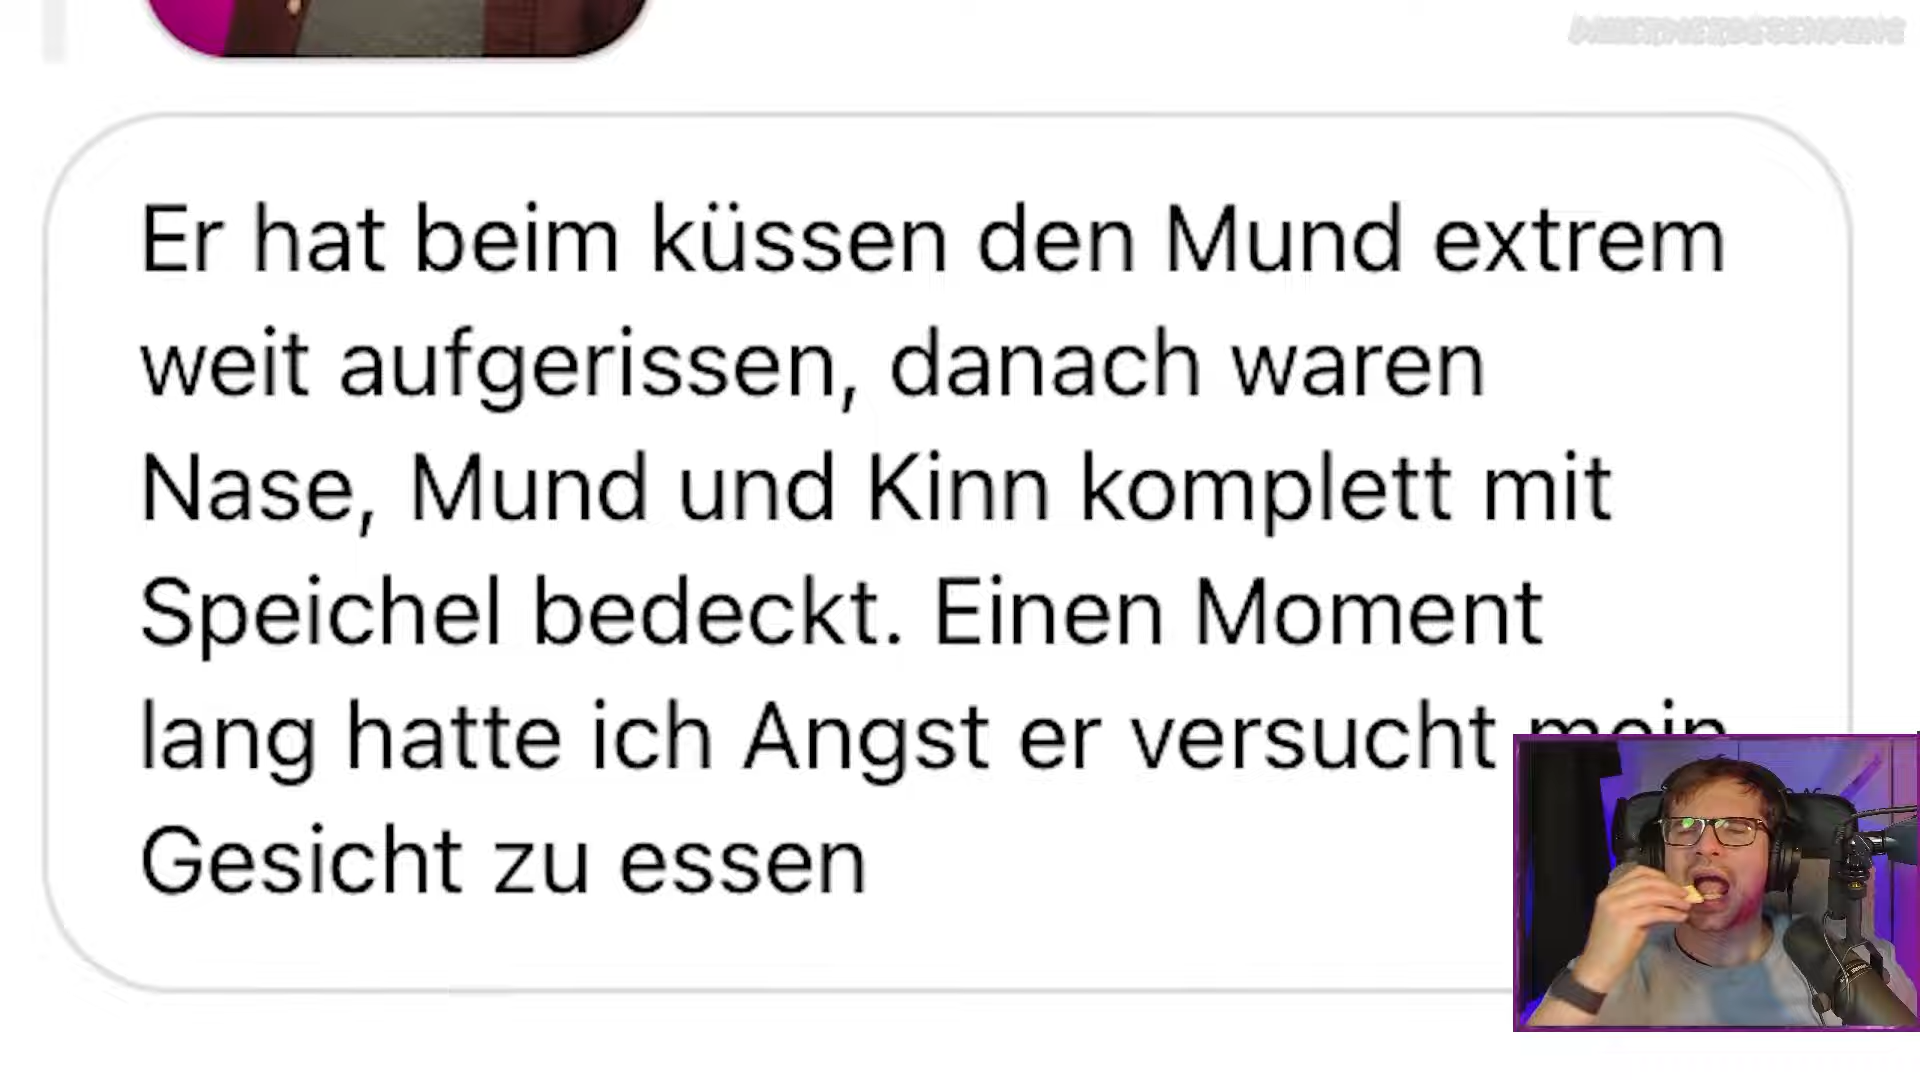 Er hat beim küssen den Mund extrem
weit aufgerissen, danach waren
Nase, Mund und Kinn komplett mit
Speichel bedeckt. Einen Moment
lang hatte ich Angst er versucht mein
Gesicht zu essen